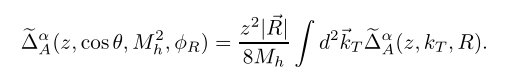 $$\widetilde{\Delta}_A^{\alpha}(z, \cos\theta, M_h^2, \phi_R) = \frac{z^2 |\vec{R}|}{8 M_h} \int d^2 \vec{k}_T \widetilde{\Delta}_A^{\alpha}(z, k_T, R).$$